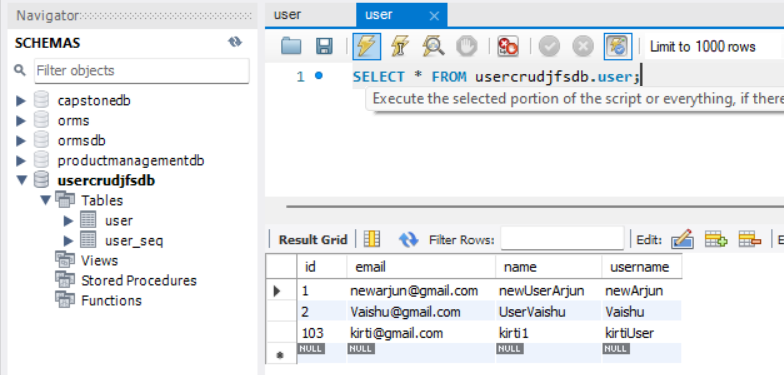 Navigator
SCHEMAS
Filter objects
capstonedb
orms
ormsdb
productmanagementdb
usercrudjfsdb
Tables
user
user_seq
Views
Stored Procedures
Functions
user user
Limit to 1000 rows
1 SELECT * FROM usercrudjfsdb.user;
Execute the selected portion of the script or everything, if there
Result Grid Filter Rows: Edit: E
id email name username
1 newarjun@gmail.com newUserArjun newArjun
2 Vaishu@gmail.com UserVaishu Vaishu
103 kirti@gmail.com kirti1 kirtiUser
NULL NULL NULL NULL